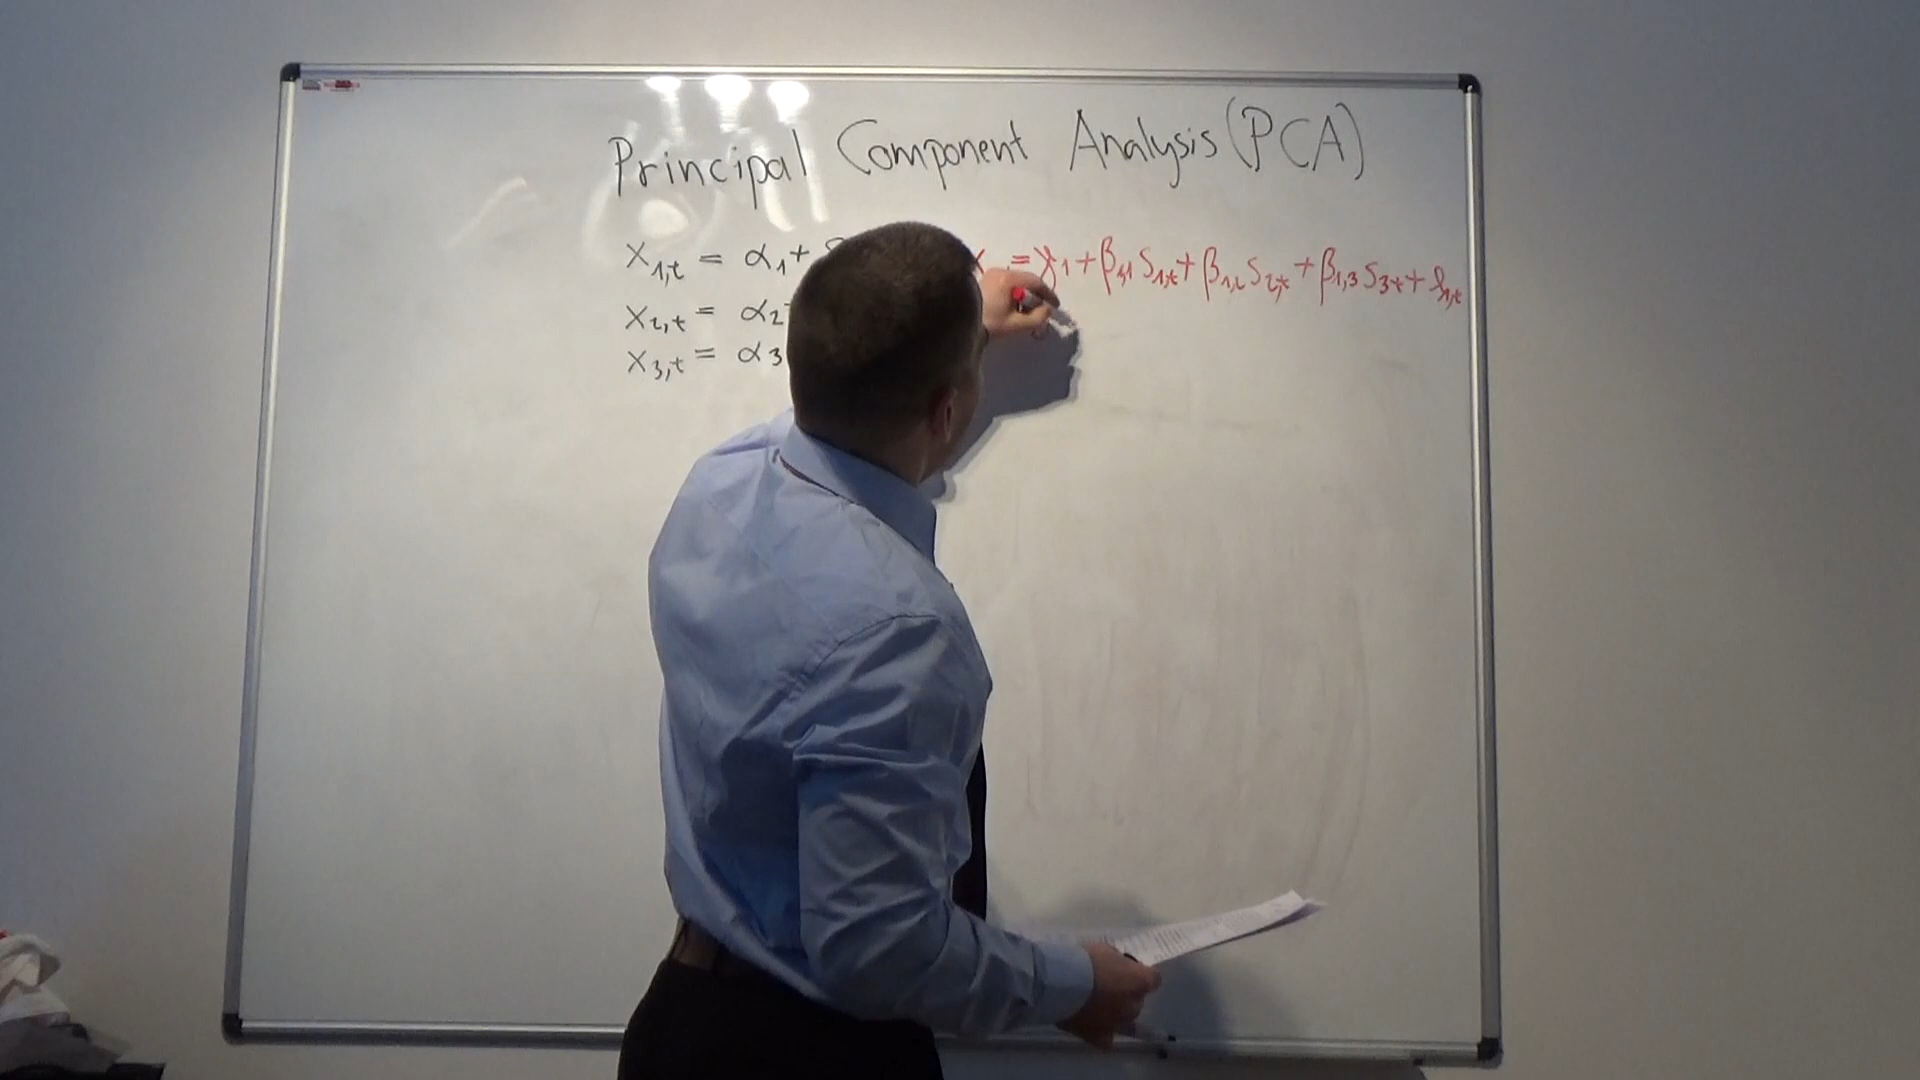 Principal Component Analysis (PCA)
X₁,t = α₁ +
= γ₁ + β₁,₁ S₁,t + β₁,₂ S₂,t + β₁,₃ S₃,t +
X₂,t = α₂
X₃,t = α₃